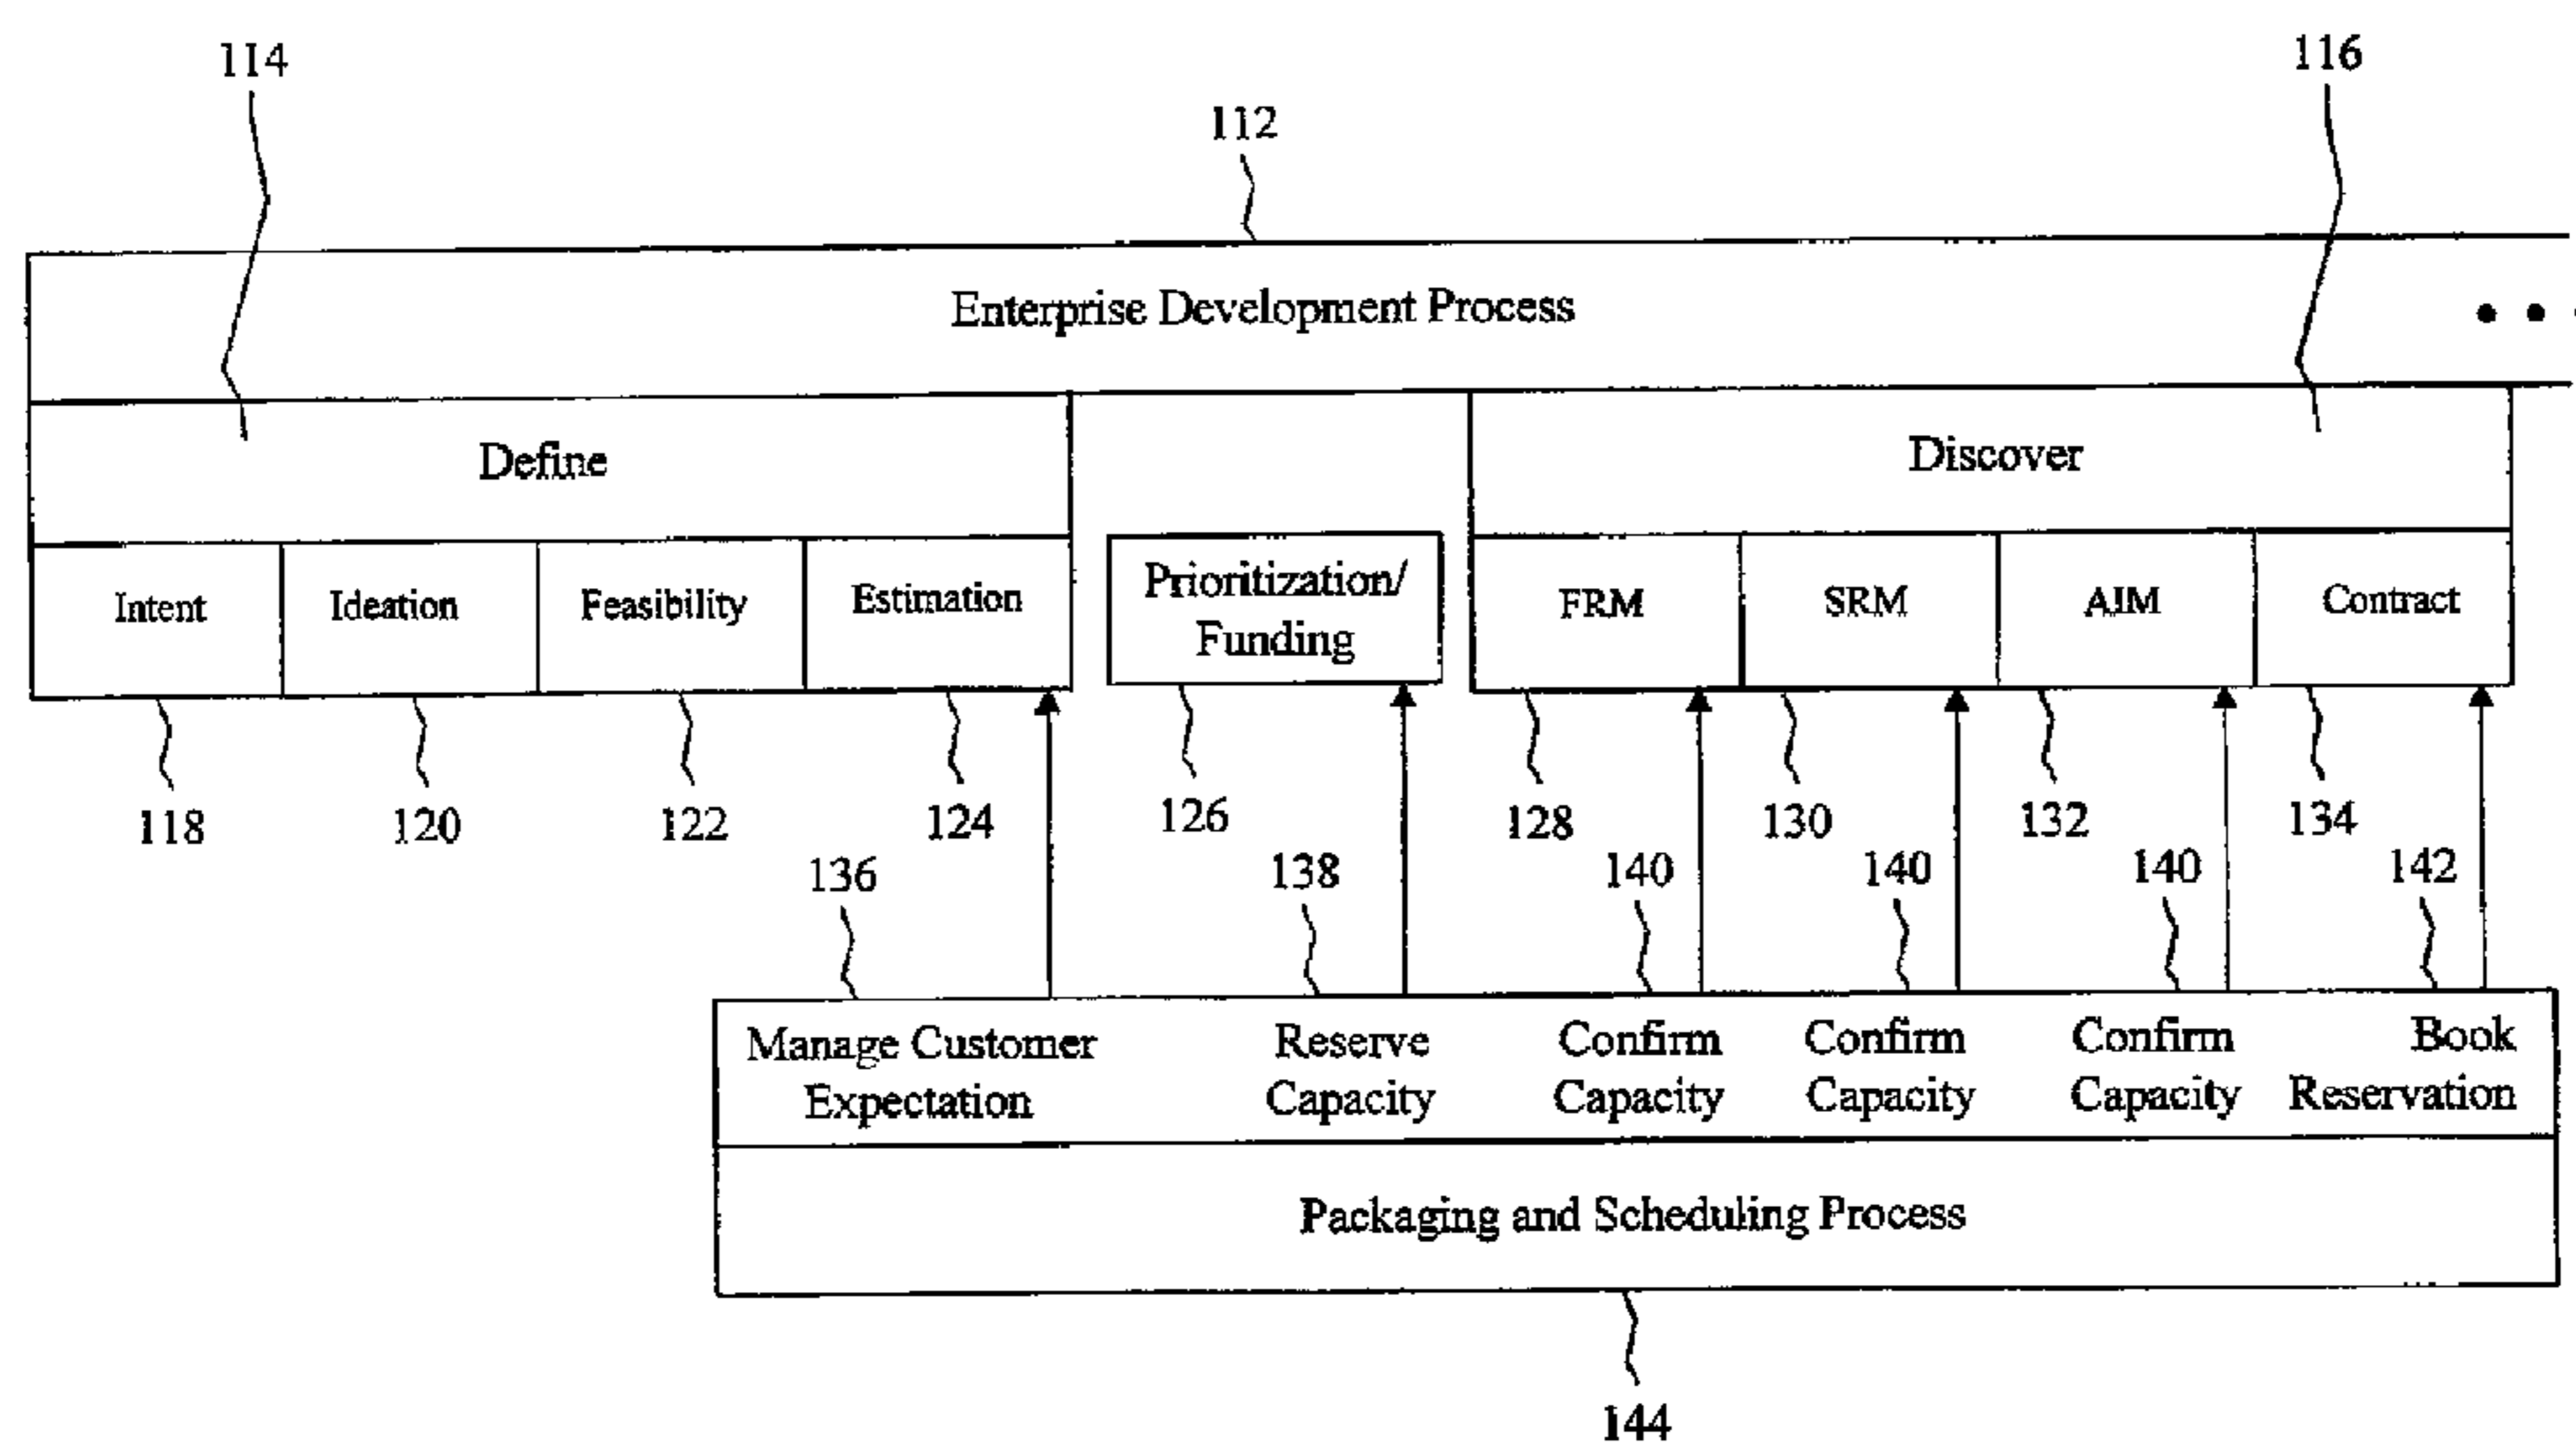 114
116
112
Enterprise Development Process
Define
Discover
Intent
Ideation
Feasibility
Estimation
Prioritization/
Funding
FRM
SRM
AIM
Contract
118
120
122
124
126
128
130
132
134
136
138
140
140
140
142
Manage Customer
Expectation
Reserve
Capacity
Confirm
Capacity
Confirm
Capacity
Confirm
Capacity
Book
Reservation
Packaging and Scheduling Process
144